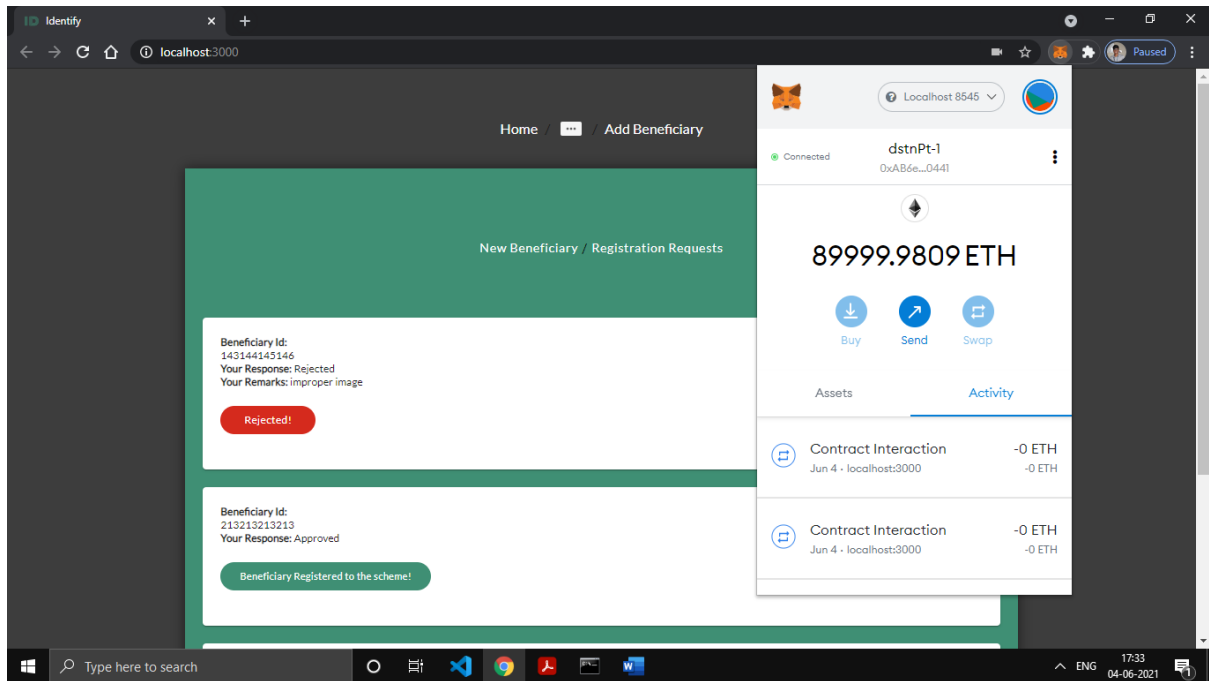 ID Identify
localhost:3000
Paused
Home / ... / Add Beneficiary
New Beneficiary / Registration Requests
Beneficiary Id:
143144145146
Your Response: Rejected
Your Remarks: improper image
Rejected!
Beneficiary Id:
213213213213
Your Response: Approved
Beneficiary Registered to the scheme!
Localhost 8545
Connected
dstnPt-1
0xAB6e...0441
89999.9809 ETH
Buy Send Swap
Assets Activity
Contract Interaction -0 ETH
Jun 4 · localhost:3000 -0 ETH
Contract Interaction -0 ETH
Jun 4 · localhost:3000 -0 ETH
Type here to search
ENG
17:33
04-06-2021
1